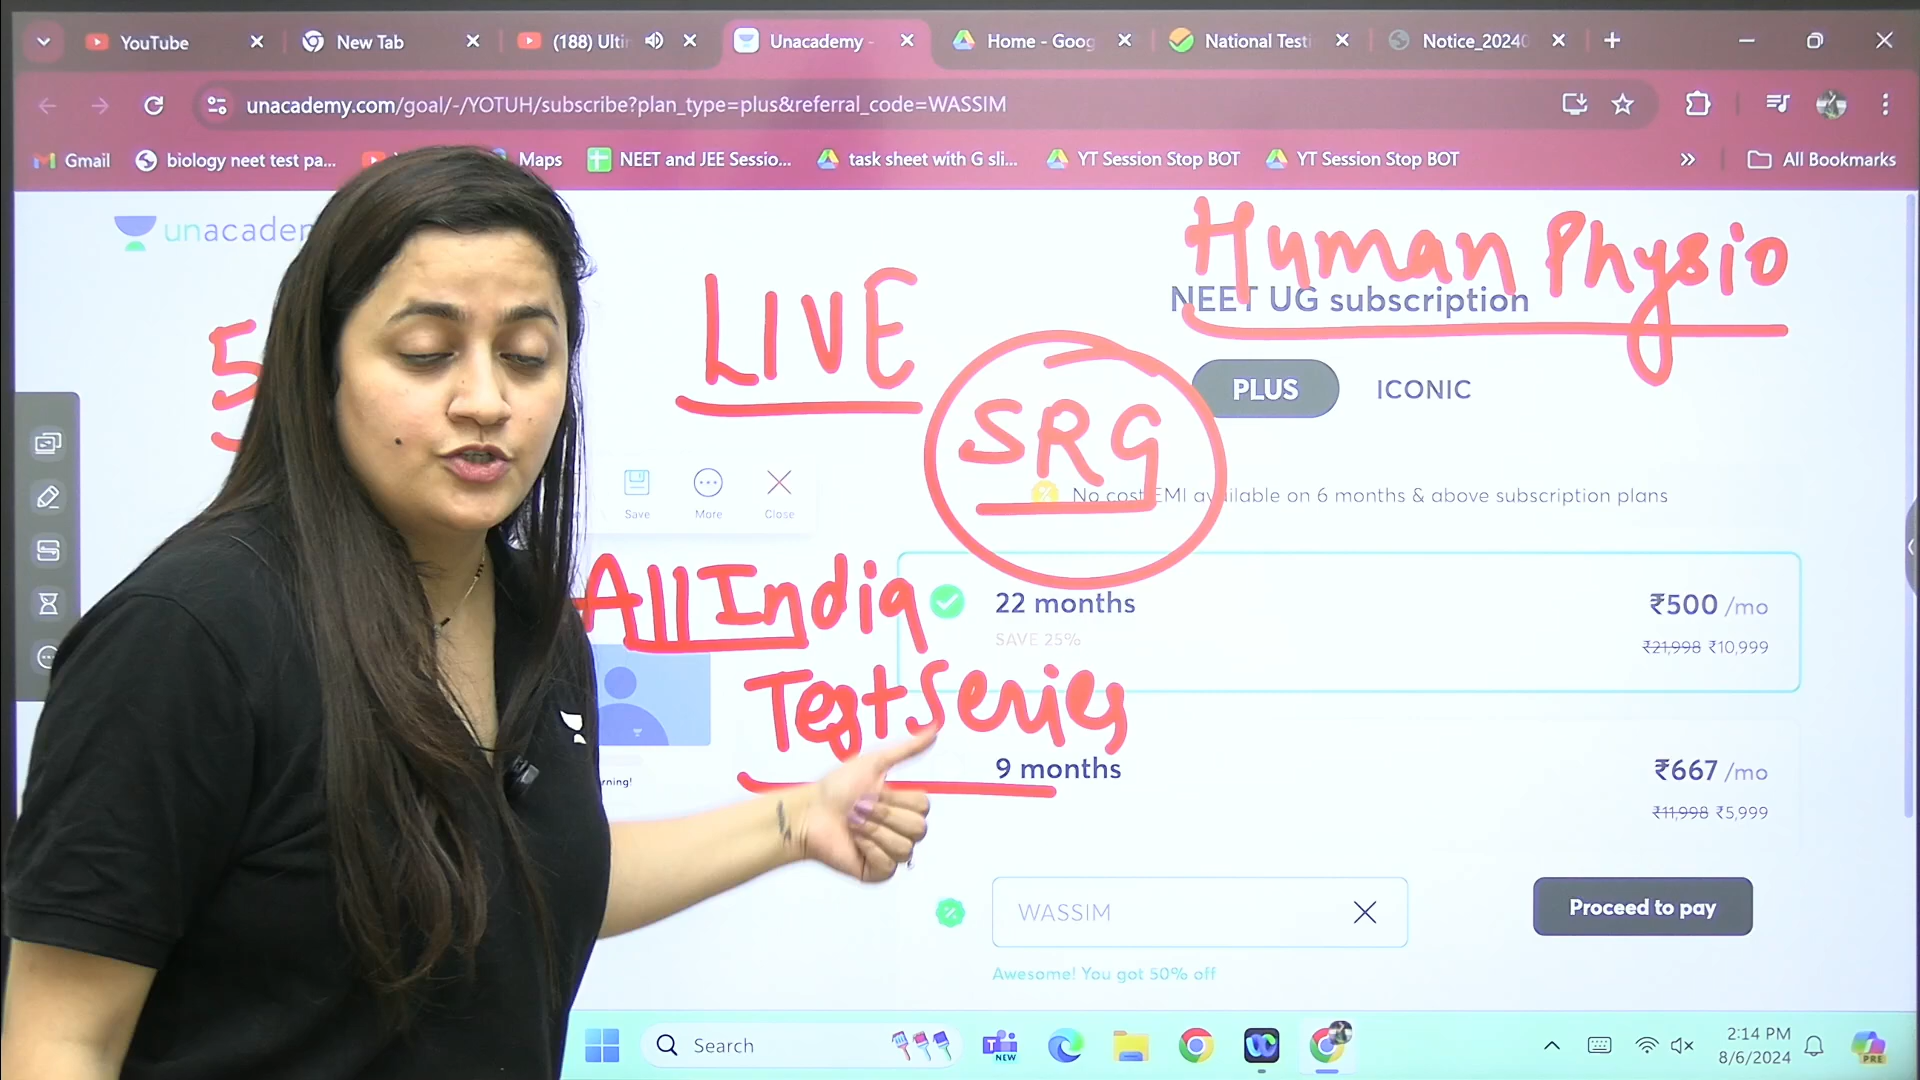 YouTube
New Tab
(188) Ulti
Unacademy -
Home - Goog
National Testi
Notice_20240
unacademy.com/goal/-/YOTUH/subscribe?plan_type=plus&referral_code=WASSIM
Gmail
biology neet test pa...
Maps
NEET and JEE Sessio...
task sheet with G sli...
YT Session Stop BOT
YT Session Stop BOT
All Bookmarks
unacadem
Human Physio
NEET UG subscription
5
LIVE
SRG
PLUS
ICONIC
No cost EMI available on 6 months & above subscription plans
Save
More
Close
All India
Test Series
22 months
SAVE 25%
₹500 /mo
₹21,998 ₹10,999
9 months
₹667 /mo
₹11,998 ₹5,999
rning!
WASSIM
Proceed to pay
Awesome! You got 50% off
Search
NEW
2:14 PM
8/6/2024
PRE